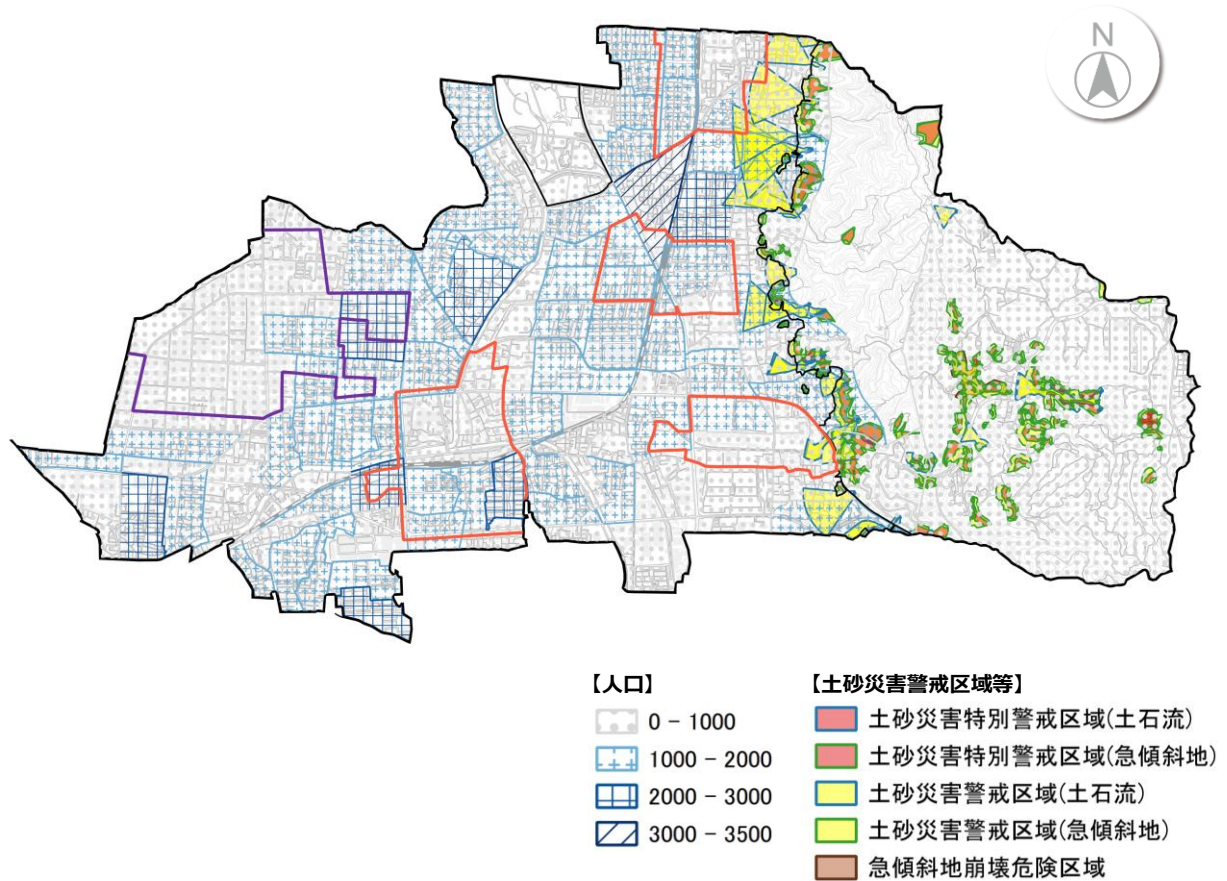 N
【人口】
0 – 1000
1000 – 2000
2000 – 3000
3000 – 3500
【土砂災害警戒区域等】
土砂災害特別警戒区域(土石流)
土砂災害特別警戒区域(急傾斜地)
土砂災害警戒区域(土石流)
土砂災害警戒区域(急傾斜地)
急傾斜地崩壊危険区域